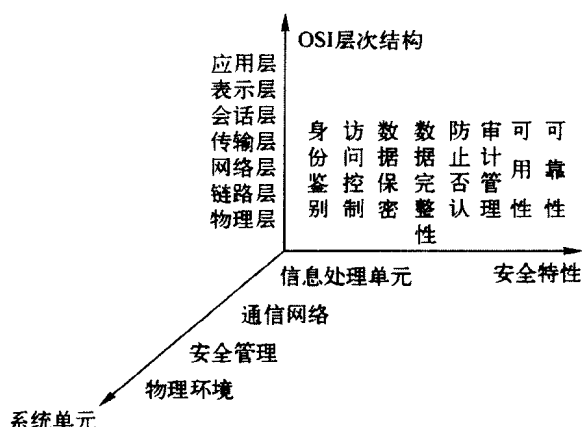 OSI层次结构
应用层
表示层
会话层
传输层
网络层
链路层
物理层
身份鉴别
访问控制
数据保密
数据完整性
防止否认
审计管理
可用性
可靠性
安全特性
信息处理单元
通信网络
安全管理
物理环境
系统单元